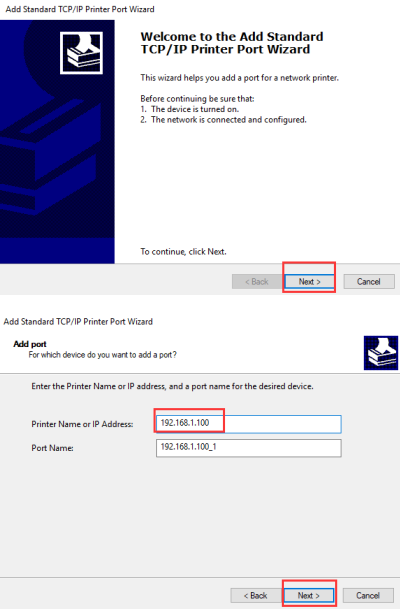 Add Standard TCP/IP Printer Port Wizard
Welcome to the Add Standard
TCP/IP Printer Port Wizard
This wizard helps you add a port for a network printer.
Before continuing be sure that:
1. The device is turned on.
2. The network is connected and configured.
To continue, click Next.
< Back Next > Cancel
Add Standard TCP/IP Printer Port Wizard
Add port
For which device do you want to add a port?
Enter the Printer Name or IP address, and a port name for the desired device.
Printer Name or IP Address: 192.168.1.100
Port Name: 192.168.1.100_1
< Back Next > Cancel